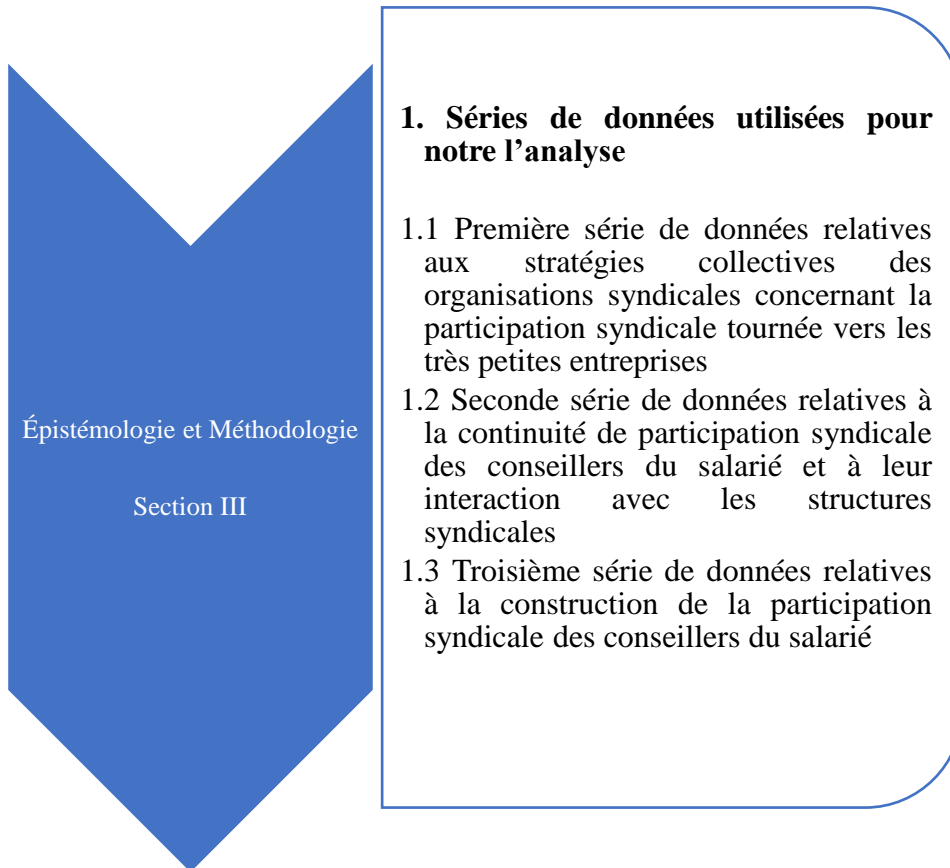 Épistémologie et Méthodologie
Section III
1. Séries de données utilisées pour
notre l’analyse
1.1 Première série de données relatives
aux stratégies collectives des
organisations syndicales concernant la
participation syndicale tournée vers les
très petites entreprises
1.2 Seconde série de données relatives à
la continuité de participation syndicale
des conseillers du salarié et à leur
interaction avec les structures
syndicales
1.3 Troisième série de données relatives
à la construction de la participation
syndicale des conseillers du salarié